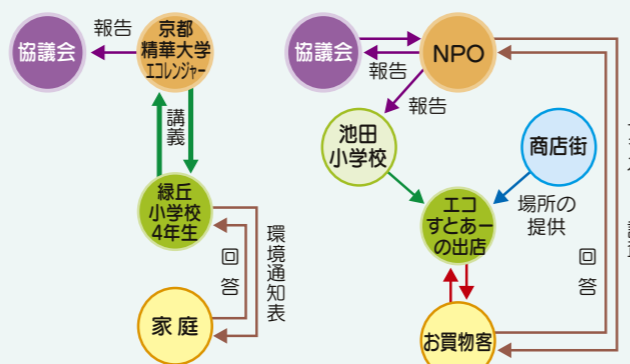 報告
協議会
京都
精華大学
エコレンジャー
講義
緑丘
小学校
4年生
回答
環境通知表
家庭
協議会
報告
NPO
報告
池田
小学校
商店街
エコ
すとあー
の出店
場所の
提供
回答
お買物客